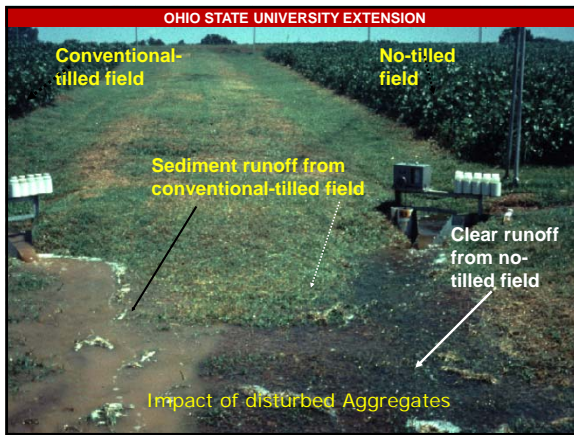 OHIO STATE UNIVERSITY EXTENSION
Conventional-
tilled field
No-tilled
field
Sediment runoff from
conventional-tilled field
Clear runoff
from no-
tilled field
Impact of disturbed Aggregates